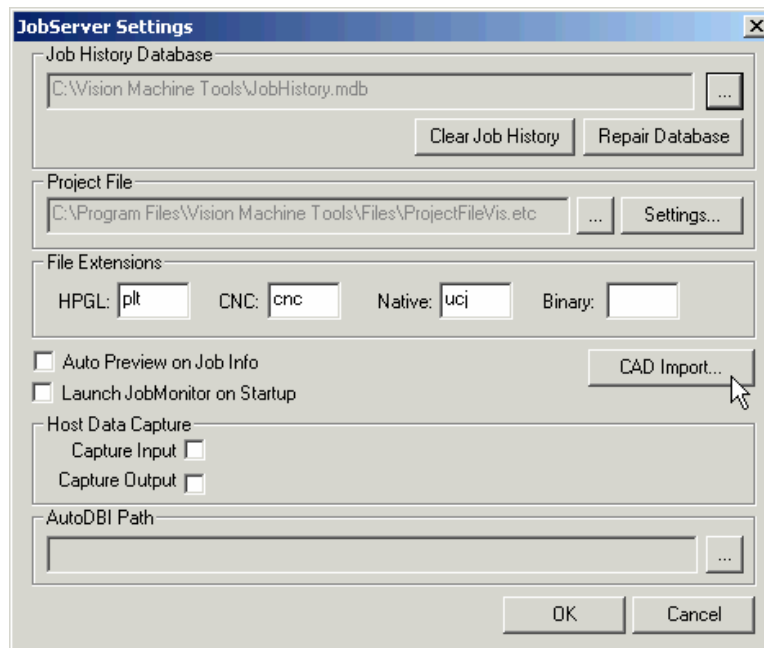 JobServer Settings
Job History Database
C:\Vision Machine Tools\JobHistory.mdb
...
Clear Job History Repair Database
Project File
C:\Program Files\Vision Machine Tools\Files\ProjectFileVis.etc ... Settings...
File Extensions
HPGL: plt CNC: cnc Native: ucj Binary:
Auto Preview on Job Info
CAD Import...
Launch JobMonitor on Startup
Host Data Capture
Capture Input
Capture Output
AutoDBI Path
...
OK Cancel